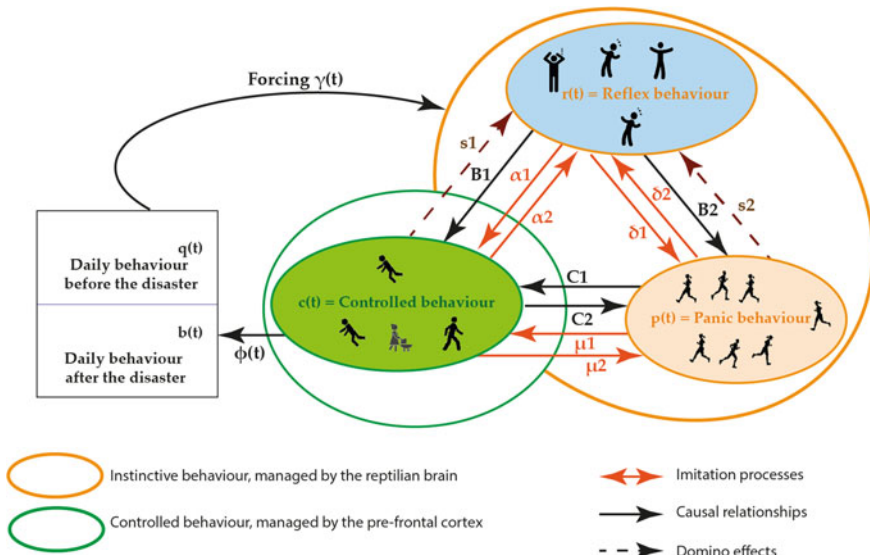 Forcing γ(t)
r(t) = Reflex behaviour
s1
B1
α1
α2
δ2
δ1
B2
s2
q(t)
Daily behaviour
before the disaster
b(t)
Daily behaviour
after the disaster
ϕ(t)
c(t) = Controlled behaviour
C1
C2
μ1
μ2
p(t) = Panic behaviour
Instinctive behaviour, managed by the reptilian brain
Controlled behaviour, managed by the pre-frontal cortex
Imitation processes
Causal relationships
Domino effects